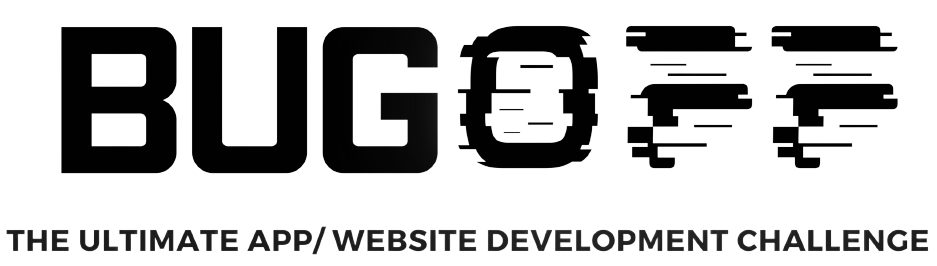 BUGOFF
THE ULTIMATE APP/ WEBSITE DEVELOPMENT CHALLENGE